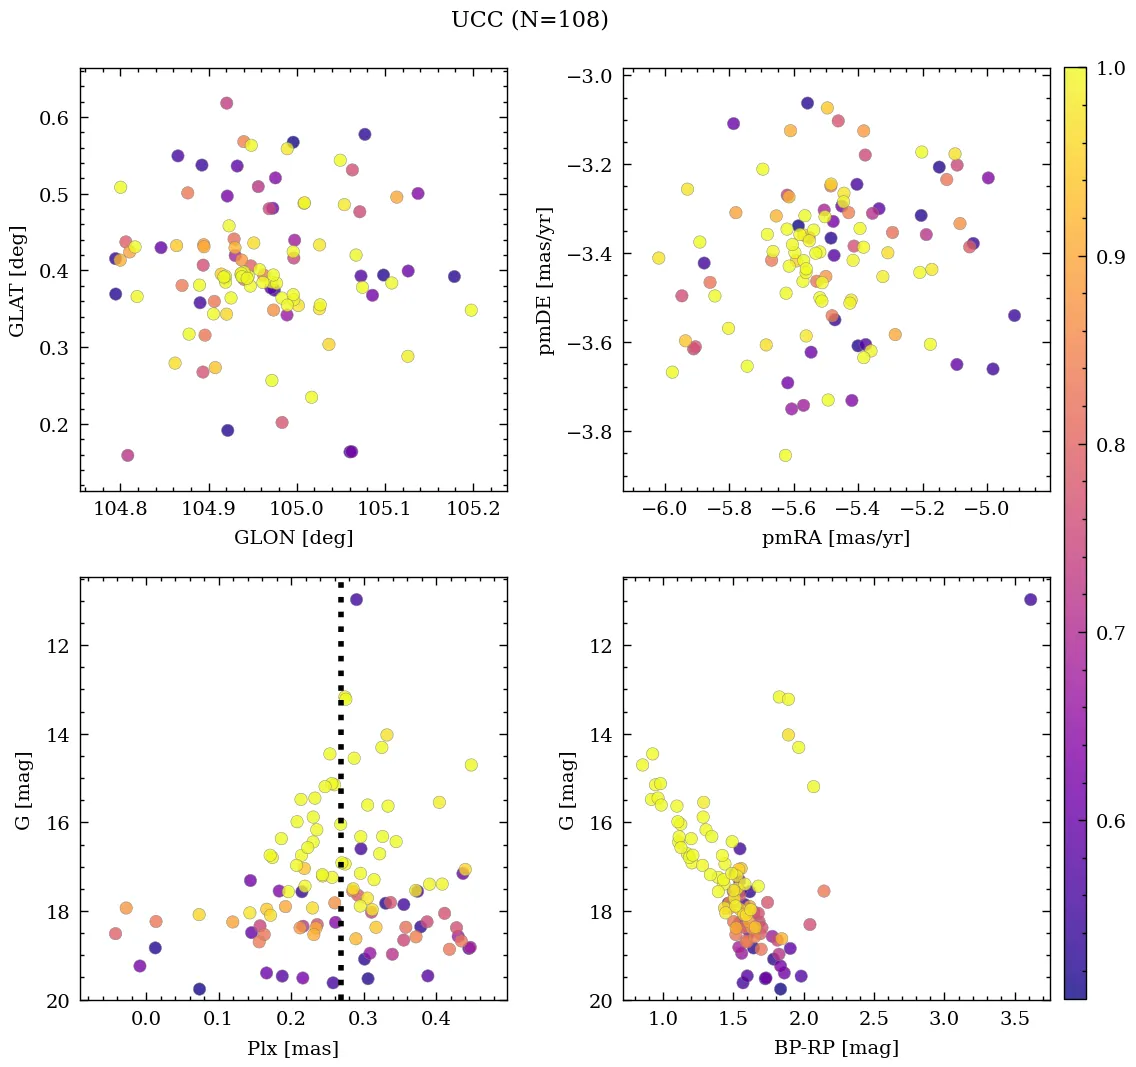 UCC (N=108)
0.6
0.5
0.4
0.3
0.2
GLAT [deg]
104.8 104.9 105.0 105.1 105.2
GLON [deg]
−3.0
−3.2
−3.4
−3.6
−3.8
pmDE [mas/yr]
−6.0 −5.8 −5.6 −5.4 −5.2 −5.0
pmRA [mas/yr]
1.0
0.9
0.8
0.7
0.6
12
14
16
18
20
G [mag]
0.0 0.1 0.2 0.3 0.4
Plx [mas]
12
14
16
18
20
G [mag]
1.0 1.5 2.0 2.5 3.0 3.5
BP-RP [mag]